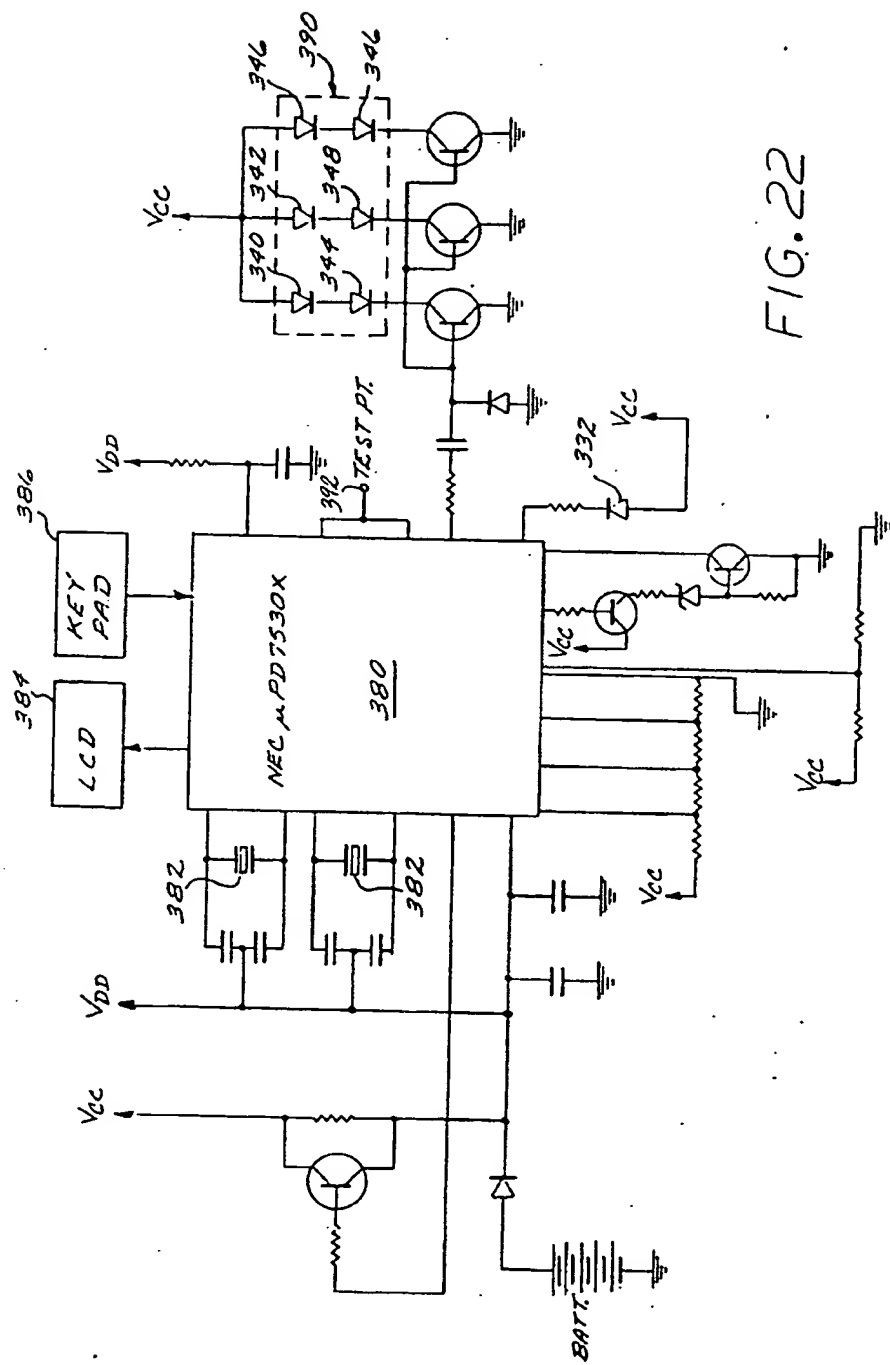 386
KEY
PAD
384
LCD
VDD
392
TEST PT.
NEC µPD7530X
380
382
382
VDD
VCC
BATT.
VCC
346
390
342
346
340
348
344
332
VCC
VCC
VCC
VCC
FIG.22